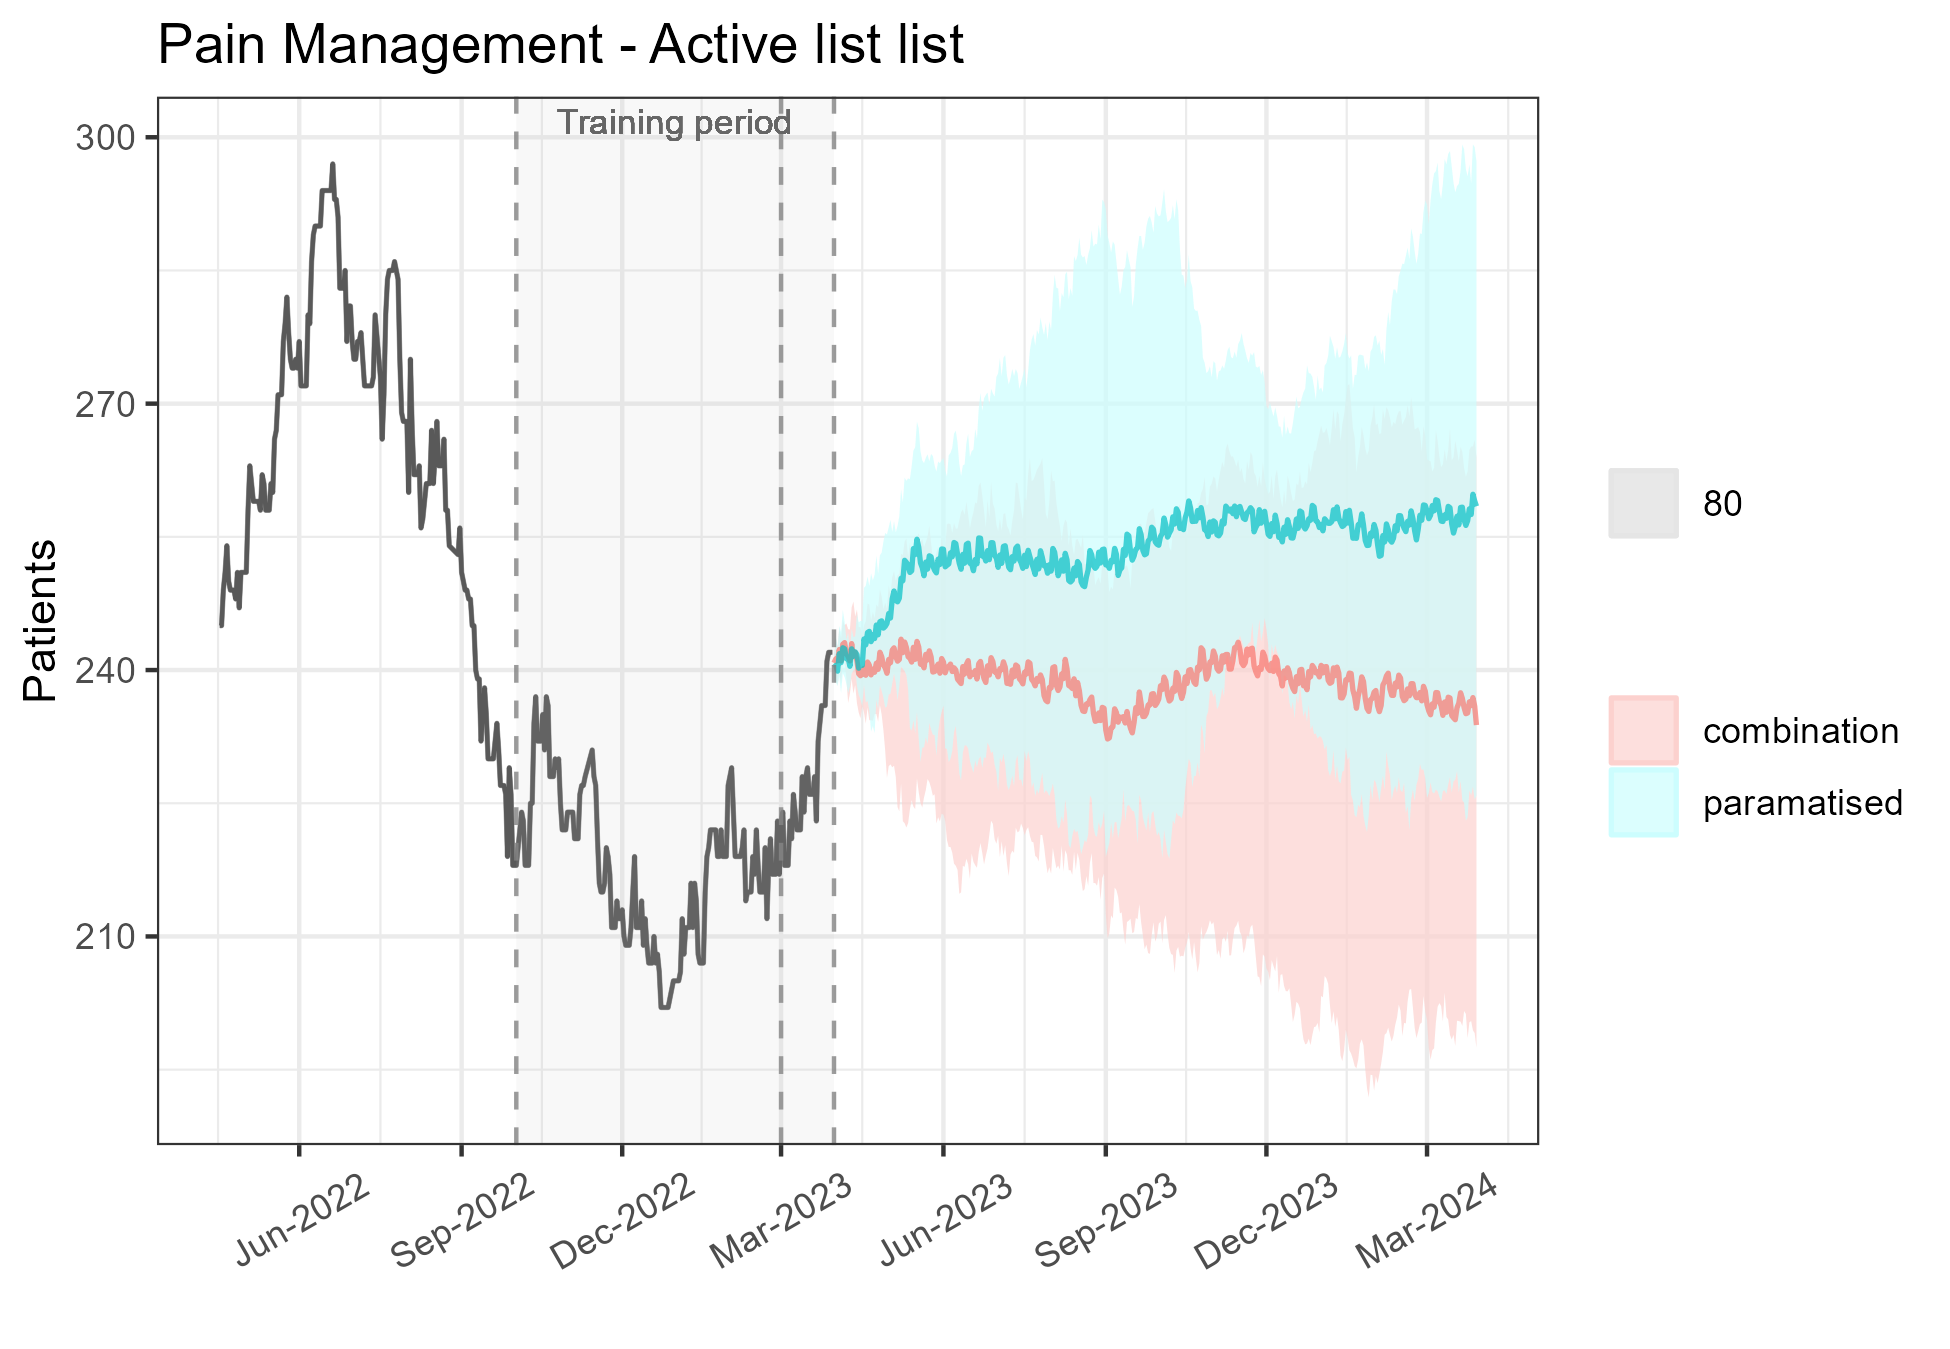 Pain Management - Active list list
Training period
300
270
240
210
Patients
Jun-2022
Sep-2022
Dec-2022
Mar-2023
Jun-2023
Sep-2023
Dec-2023
Mar-2024
80
combination
paramatised